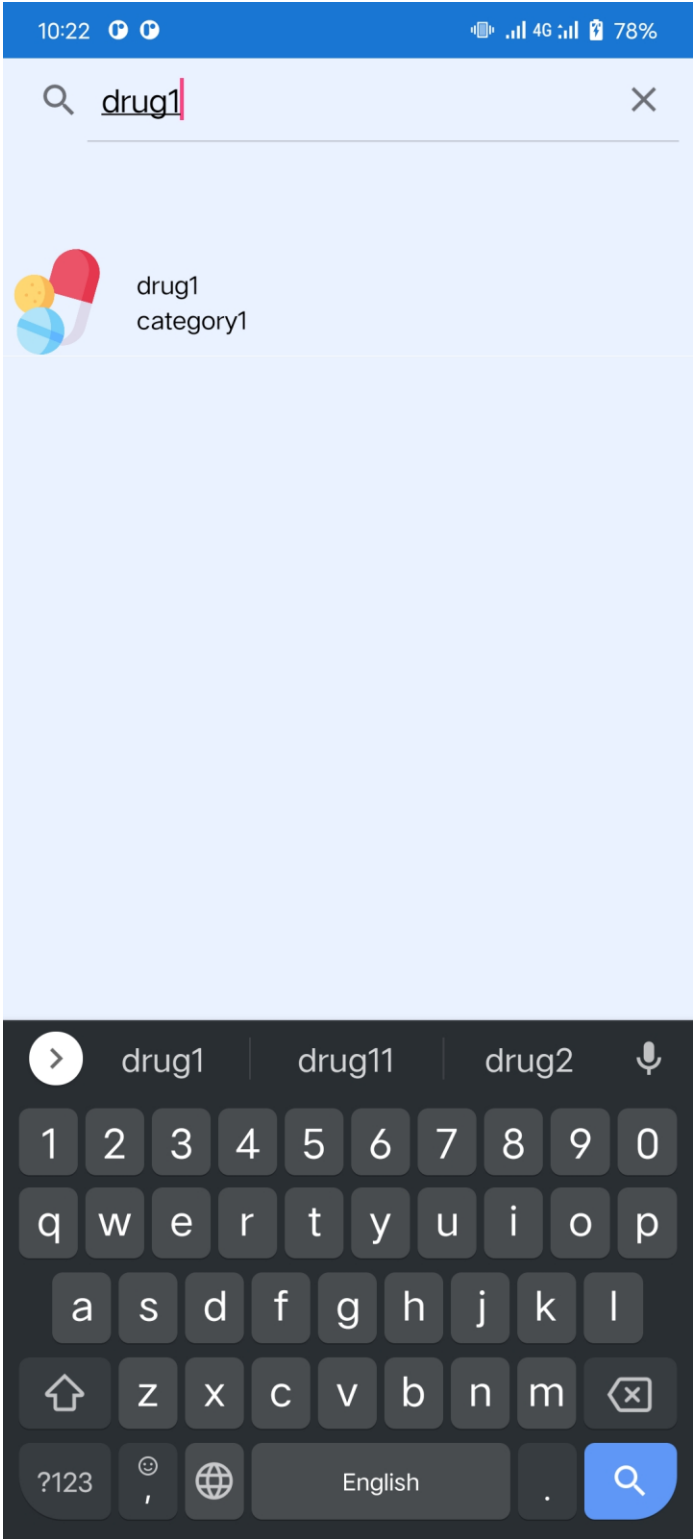 10:22 4G 78%
drug1
drug1
category1
drug1 drug11 drug2
1 2 3 4 5 6 7 8 9 0
q w e r t y u i o p
a s d f g h j k l
z x c v b n m
?123 , English .